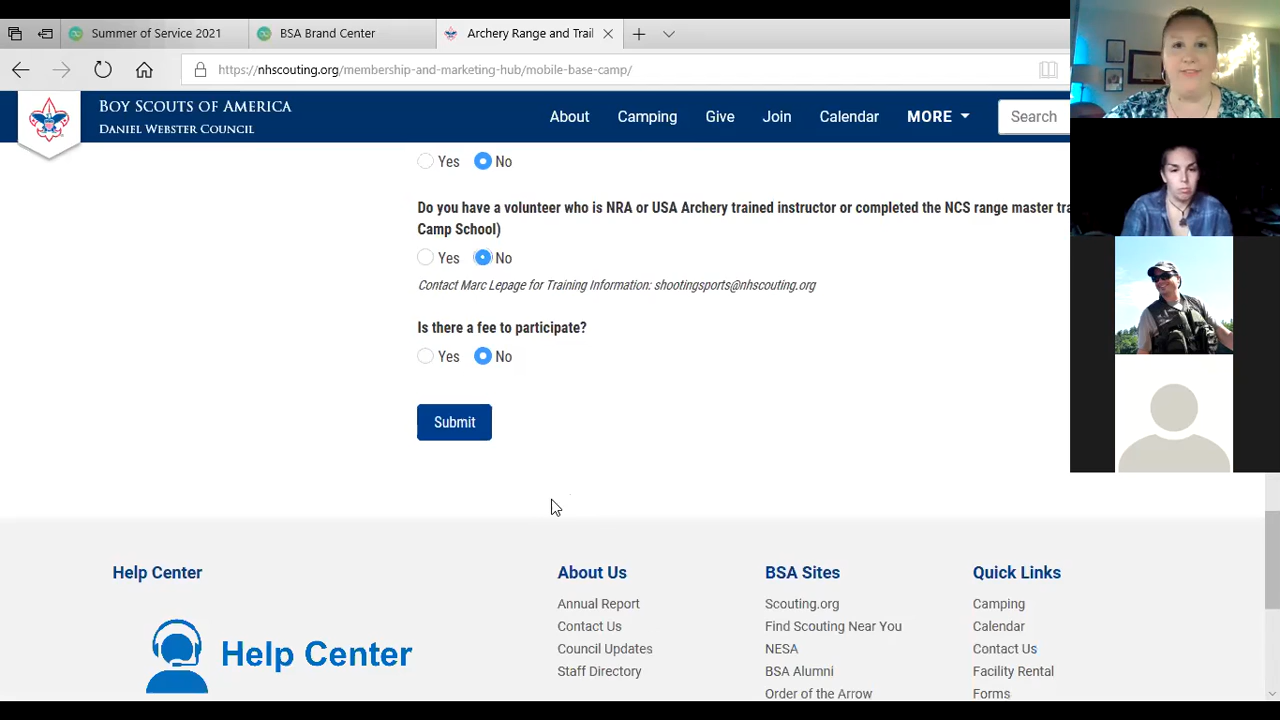 Summer of Service 2021
BSA Brand Center
Archery Range and Trail
https://nhscouting.org/membership-and-marketing-hub/mobile-base-camp/
BOY SCOUTS OF AMERICA
DANIEL WEBSTER COUNCIL
About
Camping
Give
Join
Calendar
MORE
Search
Yes
No
Do you have a volunteer who is NRA or USA Archery trained instructor or completed the NCS range master tra
Camp School)
Yes
No
Contact Marc Lepage for Training Information: shootingsports@nhscouting.org
Is there a fee to participate?
Yes
No
Submit
Help Center
Help Center
About Us
Annual Report
Contact Us
Council Updates
Staff Directory
BSA Sites
Scouting.org
Find Scouting Near You
NESA
BSA Alumni
Order of the Arrow
Quick Links
Camping
Calendar
Contact Us
Facility Rental
Forms